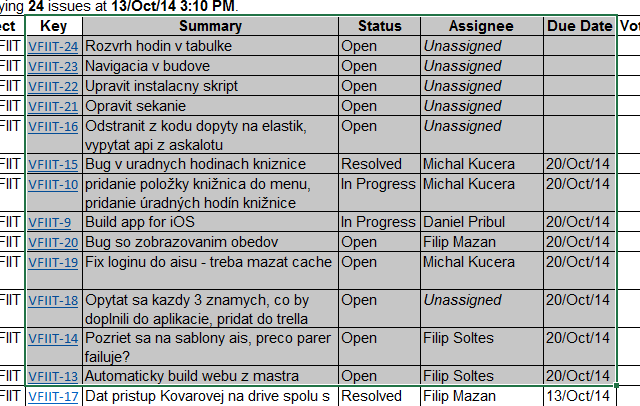 ying 24 issues at 13/Oct/14 3:10 PM.
ect Key Summary Status Assignee Due Date Vot
FIIT VFIIT-24 Rozvrh hodin v tabulke Open Unassigned
FIIT VFIIT-23 Navigacia v budove Open Unassigned
FIIT VFIIT-22 Upravit instalacny skript Open Unassigned
FIIT VFIIT-21 Opravit sekanie Open Unassigned
FIIT VFIIT-16 Odstranit z kodu dopyty na elastik, Open Unassigned
vypytat api z askalotu
FIIT VFIIT-15 Bug v uradnych hodinach kniznice Resolved Michal Kucera 20/Oct/14
FIIT VFIIT-10 pridanie položky knižnica do menu, In Progress Michal Kucera 20/Oct/14
pridanie úradných hodín knižnice
FIIT VFIIT-9 Build app for iOS In Progress Daniel Pribul 20/Oct/14
FIIT VFIIT-20 Bug so zobrazovanim obedov Open Filip Mazan 20/Oct/14
FIIT VFIIT-19 Fix loginu do aisu - treba mazat cache Open Michal Kucera 20/Oct/14
FIIT VFIIT-18 Opytat sa kazdy 3 znamych, co by Open Unassigned 20/Oct/14
doplnili do aplikacie, pridat do trella
FIIT VFIIT-14 Pozriet sa na sablony ais, preco parer Open Filip Soltes 20/Oct/14
failuje?
FIIT VFIIT-13 Automaticky build webu z mastra Open Filip Soltes 20/Oct/14
FIIT VFIIT-17 Dat pristup Kovarovej na drive spolu s Resolved Filip Mazan 13/Oct/14